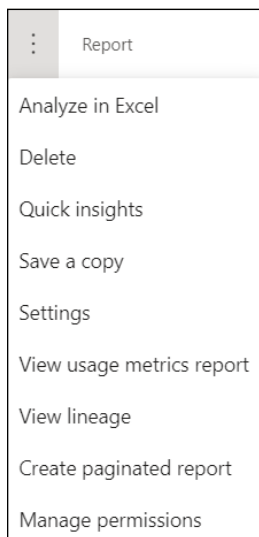 Report
Analyze in Excel
Delete
Quick insights
Save a copy
Settings
View usage metrics report
View lineage
Create paginated report
Manage permissions